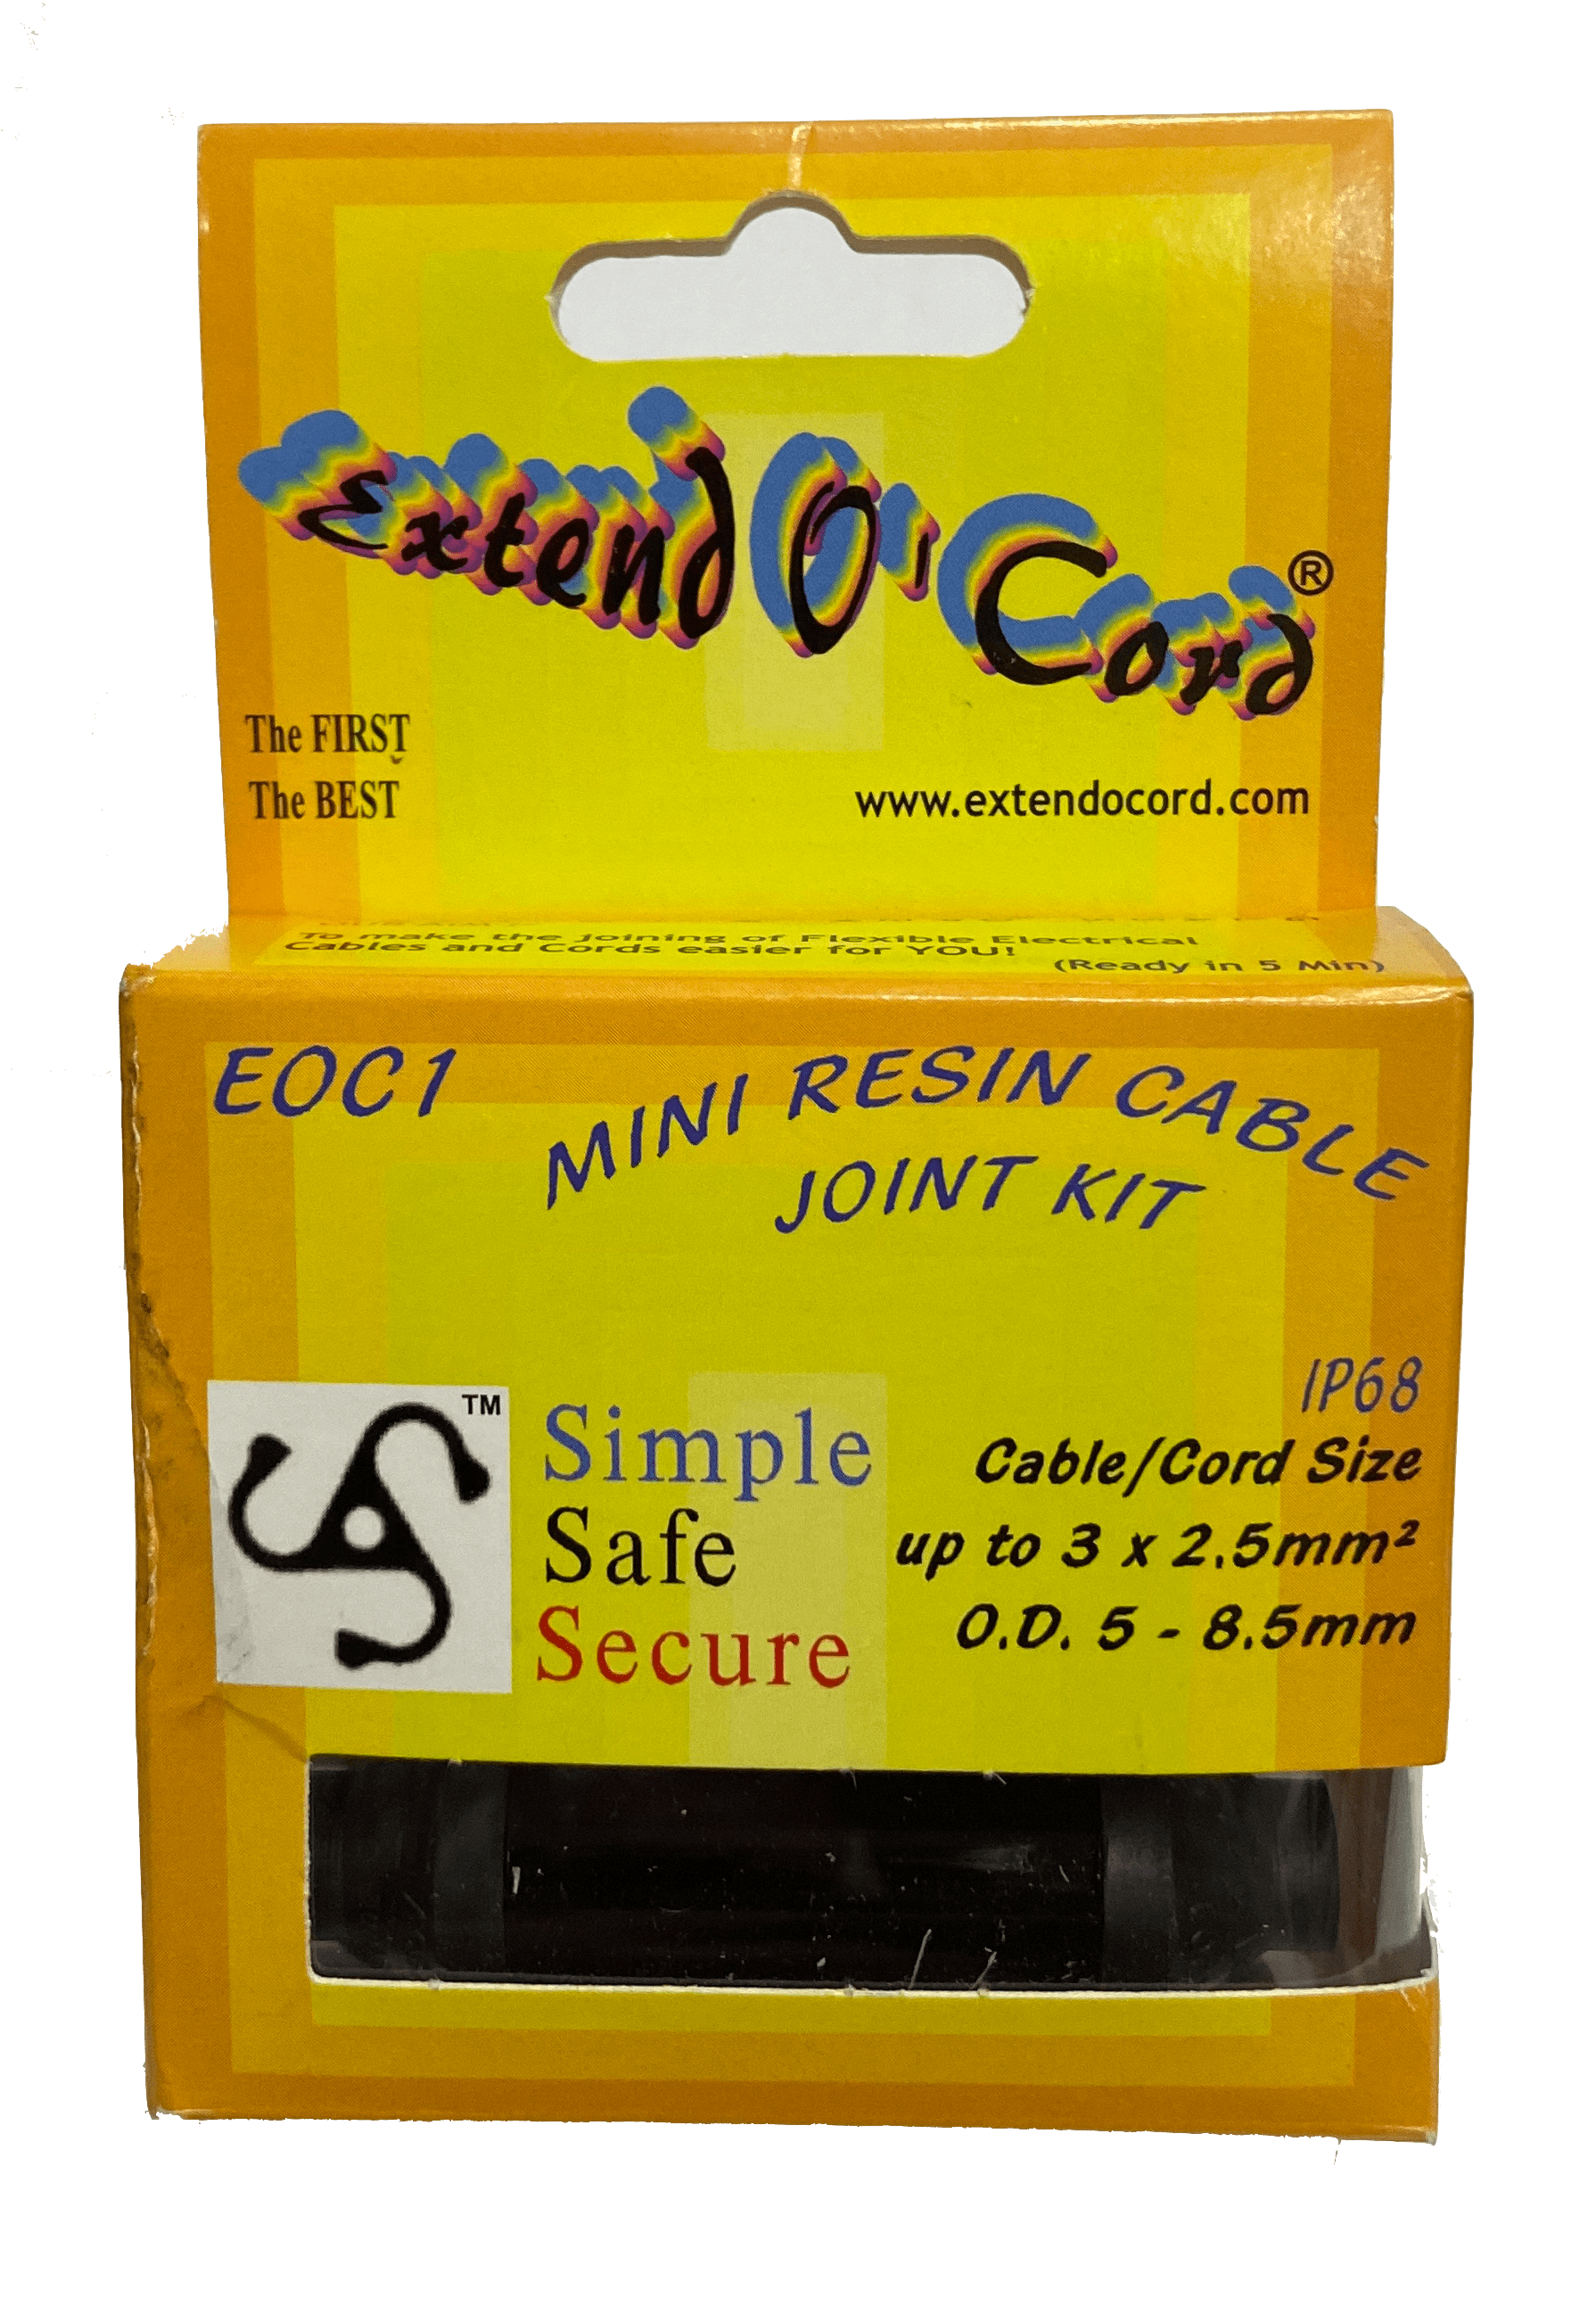 Extend O' Cord ®
The FIRST
The BEST
www.extendocord.com
To make the joining of Flexible Electrical
Cables and Cords easier for YOU!
(Ready in 5 Min)
EOC1
MINI RESIN CABLE
JOINT KIT
TM
Simple
Safe
Secure
IP68
Cable/Cord Size
up to 3 x 2.5mm²
O.D. 5 - 8.5mm